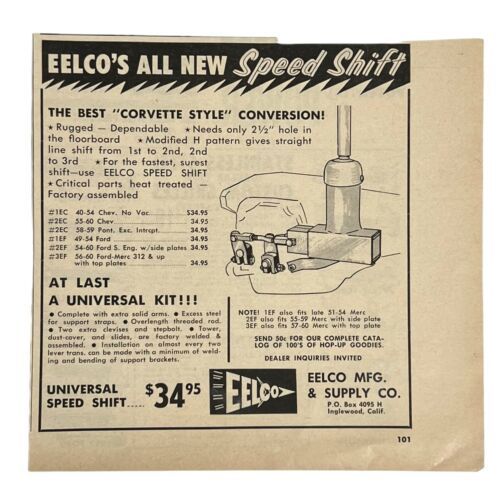 EELCO'S ALL NEW Speed Shift
THE BEST "CORVETTE STYLE" CONVERSION!
★ Rugged — Dependable ★ Needs only 2½" hole in
the floorboard ★ Modified H pattern gives straight
line shift from 1st to 2nd, 2nd
to 3rd ★ For the fastest, surest
shift—use EELCO SPEED SHIFT
★ Critical parts heat treated —
Factory assembled
#1EC 40-54 Chev. No Vac. $34.95
#2EC 55-60 Chev 34.95
#2EC 58-59 Pont. Exc. Intrcpt. 34.95
#1EF 49-54 Ford 34.95
#2EF 54-60 Ford S. Eng. w/side plates 34.95
#3EF 56-60 Ford-Merc 312 & up
with top plates 34.95
AT LAST
A UNIVERSAL KIT!!!
• Complete with extra solid arms. • Excess steel
for support straps. • Overlength threaded rod.
• Two extra clevises and stepbolt. • Tower,
dust-cover, and slides, are factory welded &
assembled. • Installation on almost every two
lever trans. can be made with a minimum of weld-
ing and bending of support brackets.
UNIVERSAL
SPEED SHIFT..... $34.95
NOTE! 1EF also fits late 51-54 Merc
2EF also fits 55-59 Merc with side plate
3EF also fits 57-60 Merc with top plate
SEND 50c FOR OUR COMPLETE CATA-
LOG OF 100'S OF HOP-UP GOODIES.
DEALER INQUIRIES INVITED
EELCO
EELCO MFG.
& SUPPLY CO.
P.O. Box 4095 H
Inglewood, Calif.
101